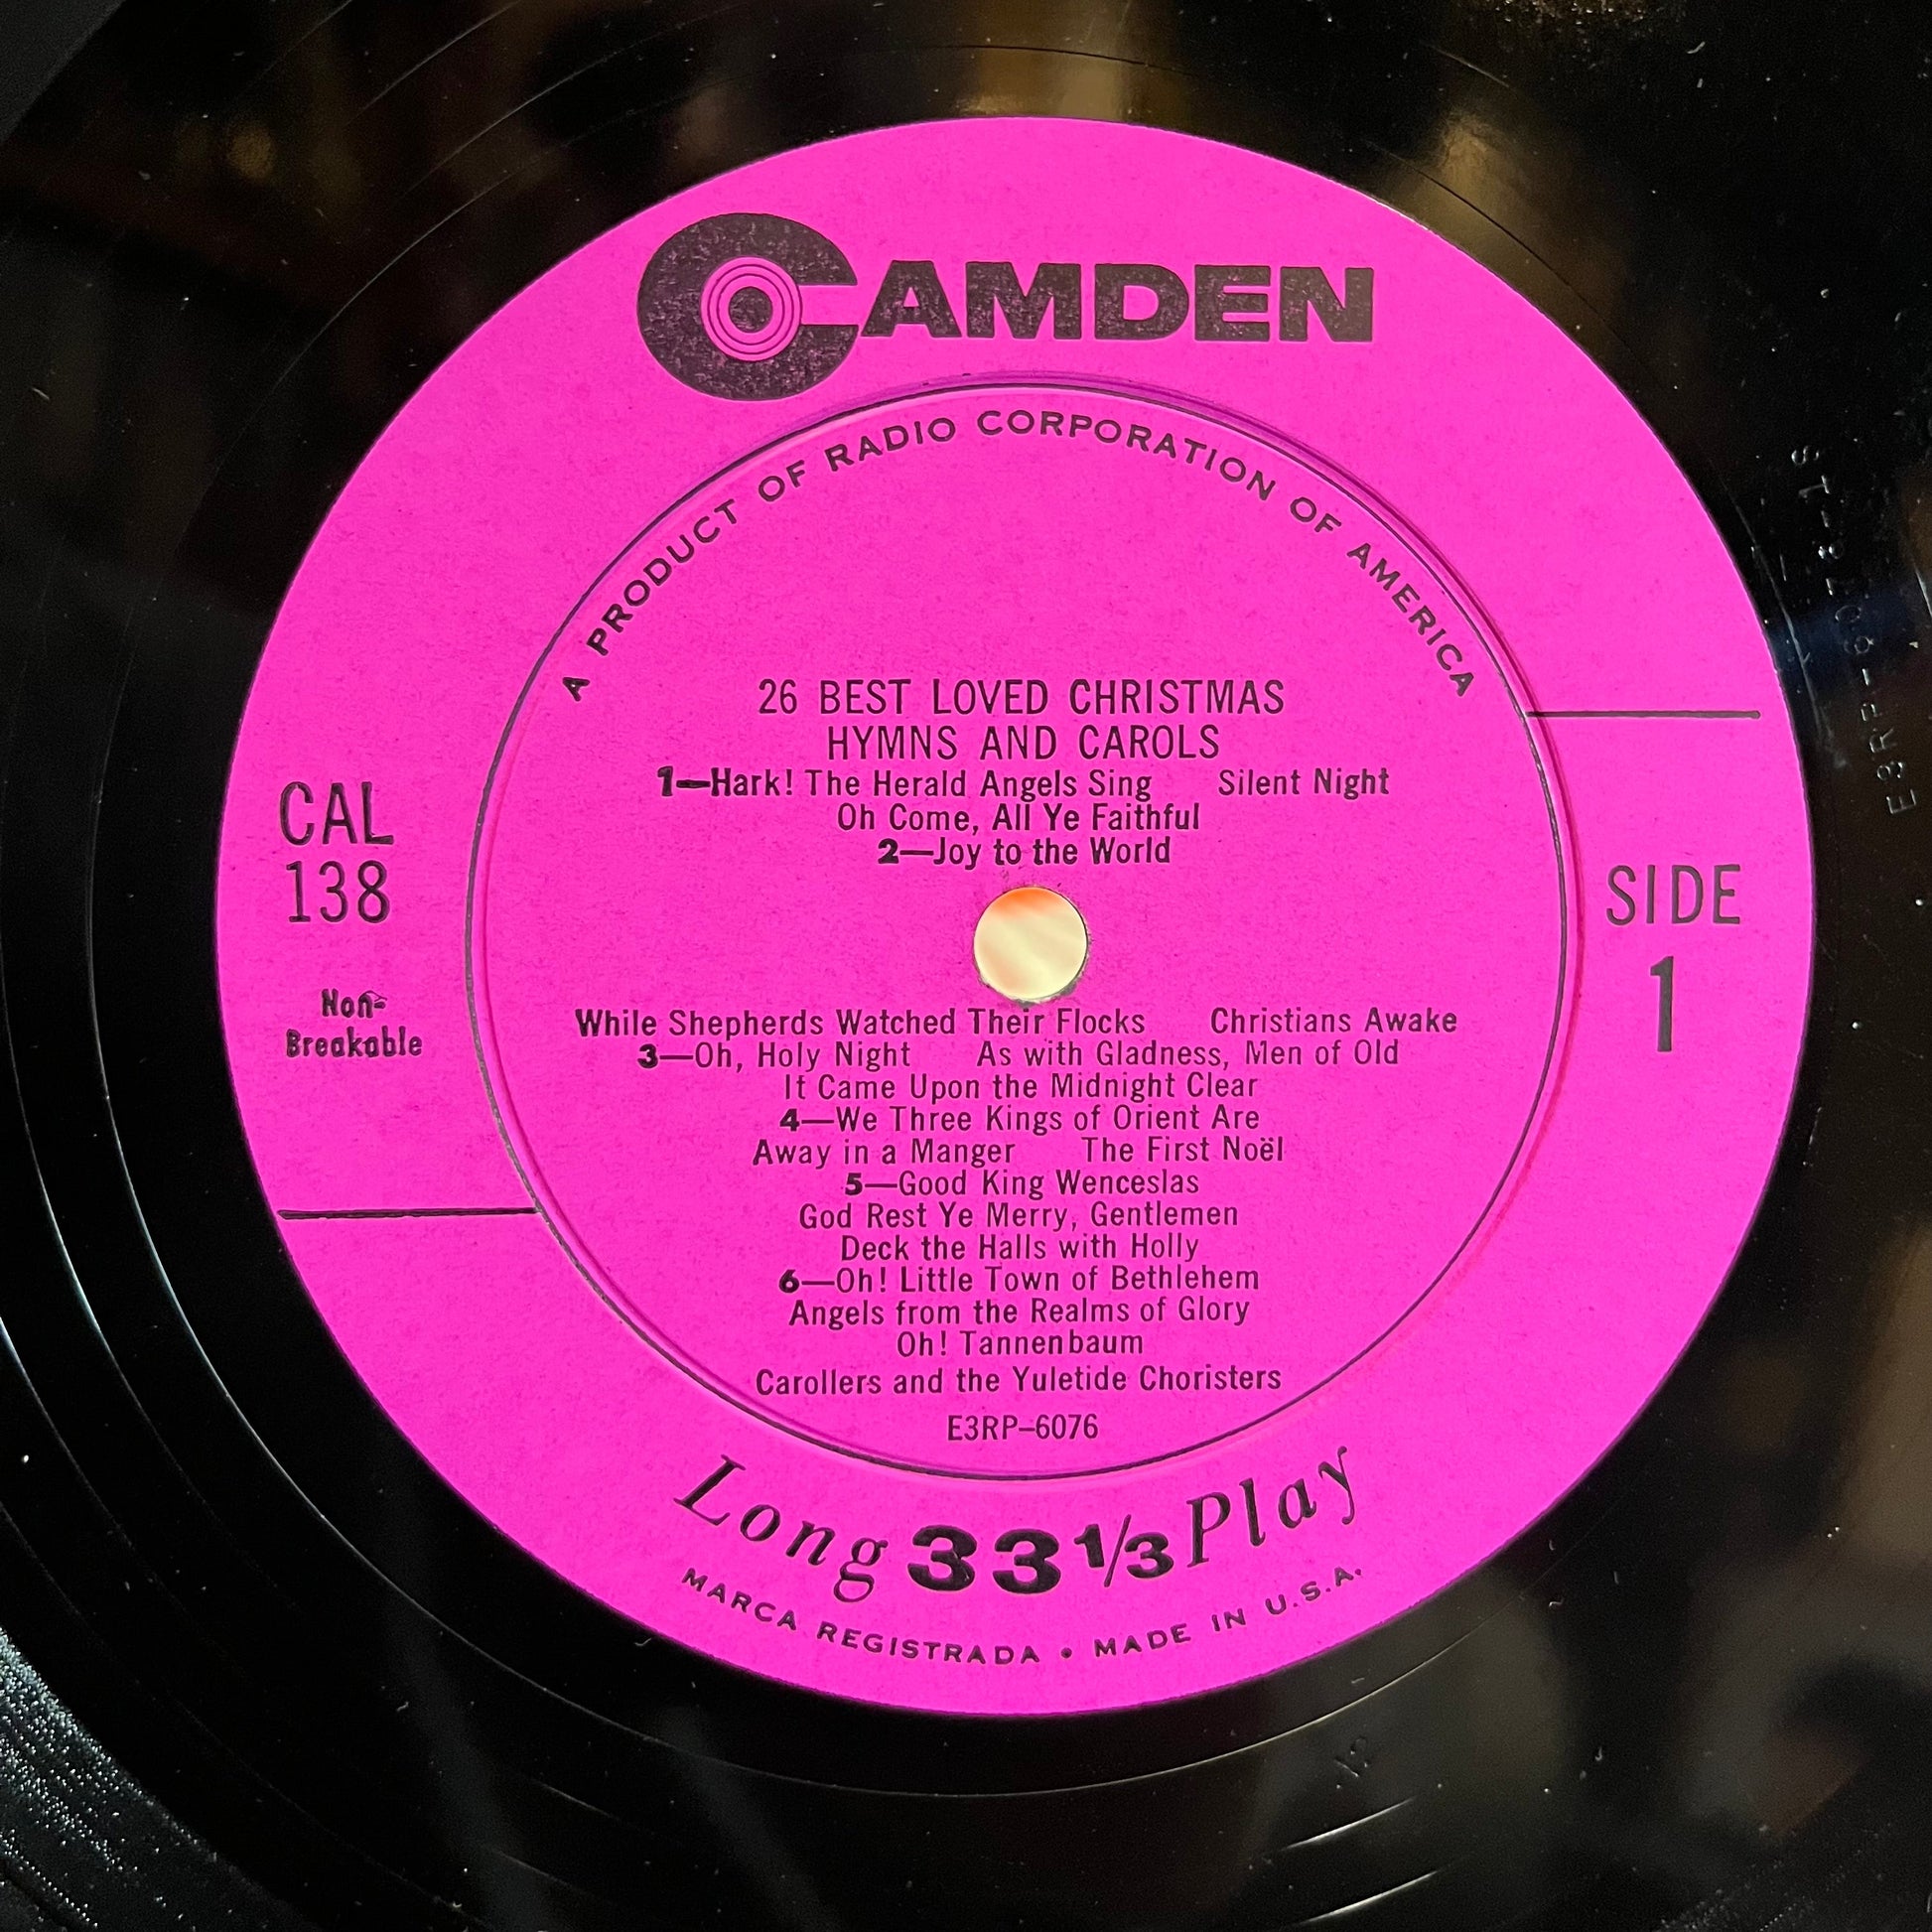 CAMDEN
A PRODUCT OF RADIO CORPORATION OF AMERICA
26 BEST LOVED CHRISTMAS
HYMNS AND CAROLS
1—Hark! The Herald Angels Sing Silent Night
Oh Come, All Ye Faithful
2—Joy to the World
CAL
138
Non-
Breakable
SIDE
1
While Shepherds Watched Their Flocks Christians Awake
3—Oh, Holy Night As with Gladness, Men of Old
It Came Upon the Midnight Clear
4—We Three Kings of Orient Are
Away in a Manger The First Noël
5—Good King Wenceslas
God Rest Ye Merry, Gentlemen
Deck the Halls with Holly
6—Oh! Little Town of Bethlehem
Angels from the Realms of Glory
Oh! Tannenbaum
Carollers and the Yuletide Choristers
E3RP–6076
Long 33 1/3 Play
MARCA REGISTRADA • MADE IN U.S.A.